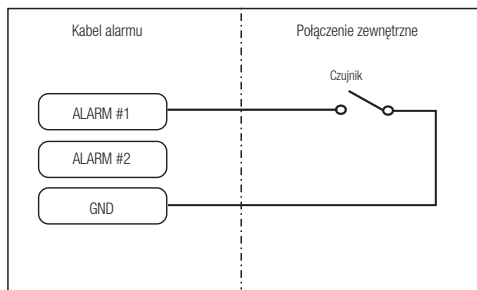 Kabel alarmu
Połączenie zewnętrzne
Czujnik
ALARM #1
ALARM #2
GND